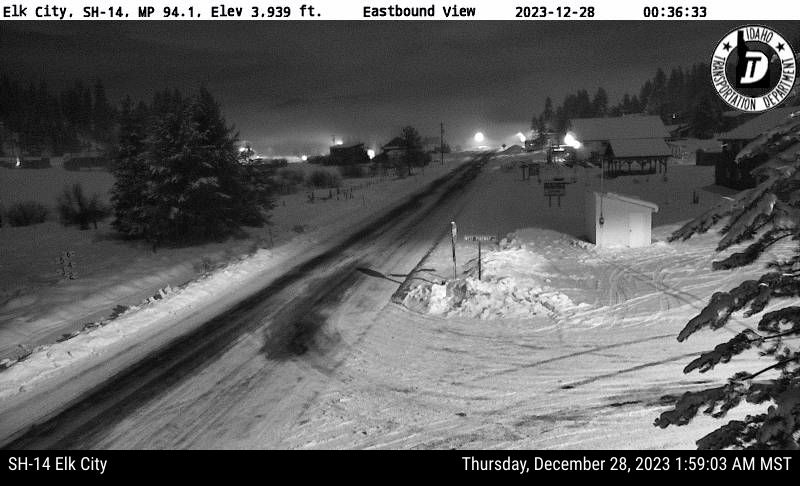 Elk City, SH-14, MP 94.1, Elev 3,939 ft. Eastbound View 2023-12-28 00:36:33
IDAHO
TRANSPORTATION DEPARTMENT
SH-14 Elk City Thursday, December 28, 2023 1:59:03 AM MST